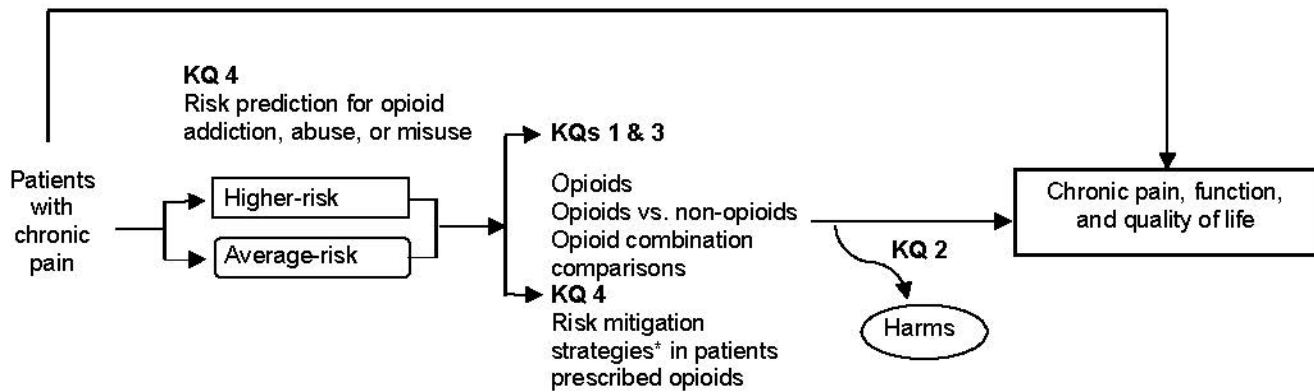 KQ 4
Risk prediction for opioid
addiction, abuse, or misuse
Patients
with
chronic
pain
Higher-risk
Average-risk
KQs 1 & 3
Opioids
Opioids vs. non-opioids
Opioid combination
comparisons
KQ 4
Risk mitigation
strategies* in patients
prescribed opioids
KQ 2
Harms
Chronic pain, function,
and quality of life